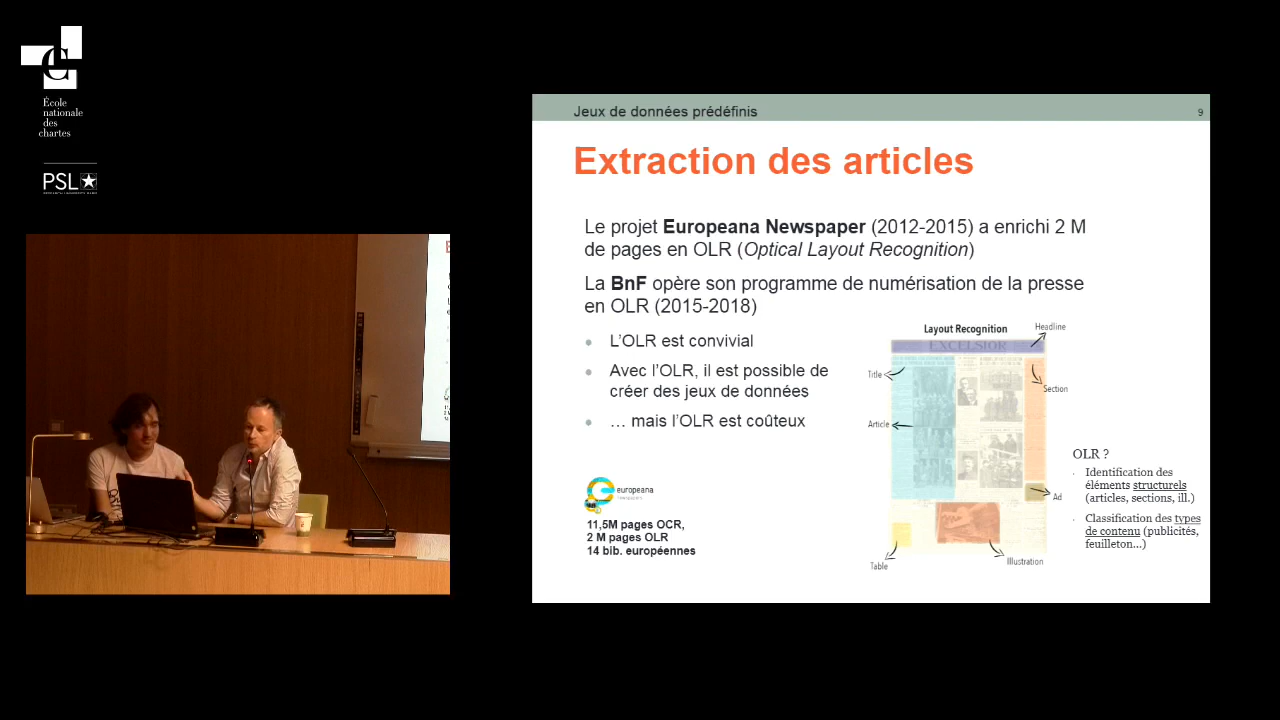 École
nationale
des
chartes
PSL
Jeux de données prédéfinis
9
Extraction des articles
Le projet Europeana Newspaper (2012-2015) a enrichi 2 M
de pages en OLR (Optical Layout Recognition)
La BnF opère son programme de numérisation de la presse
en OLR (2015-2018)
L’OLR est convivial
Avec l’OLR, il est possible de
créer des jeux de données
… mais l’OLR est coûteux
europeana
11,5M pages OCR,
2 M pages OLR
14 bib. européennes
Layout Recognition
Headline
EXCELSIOR
Title
Section
Article
Ad
Table
Illustration
OLR ?
Identification des
éléments structurels
(articles, sections, ill.)
Classification des types
de contenu (publicités,
feuilleton...)